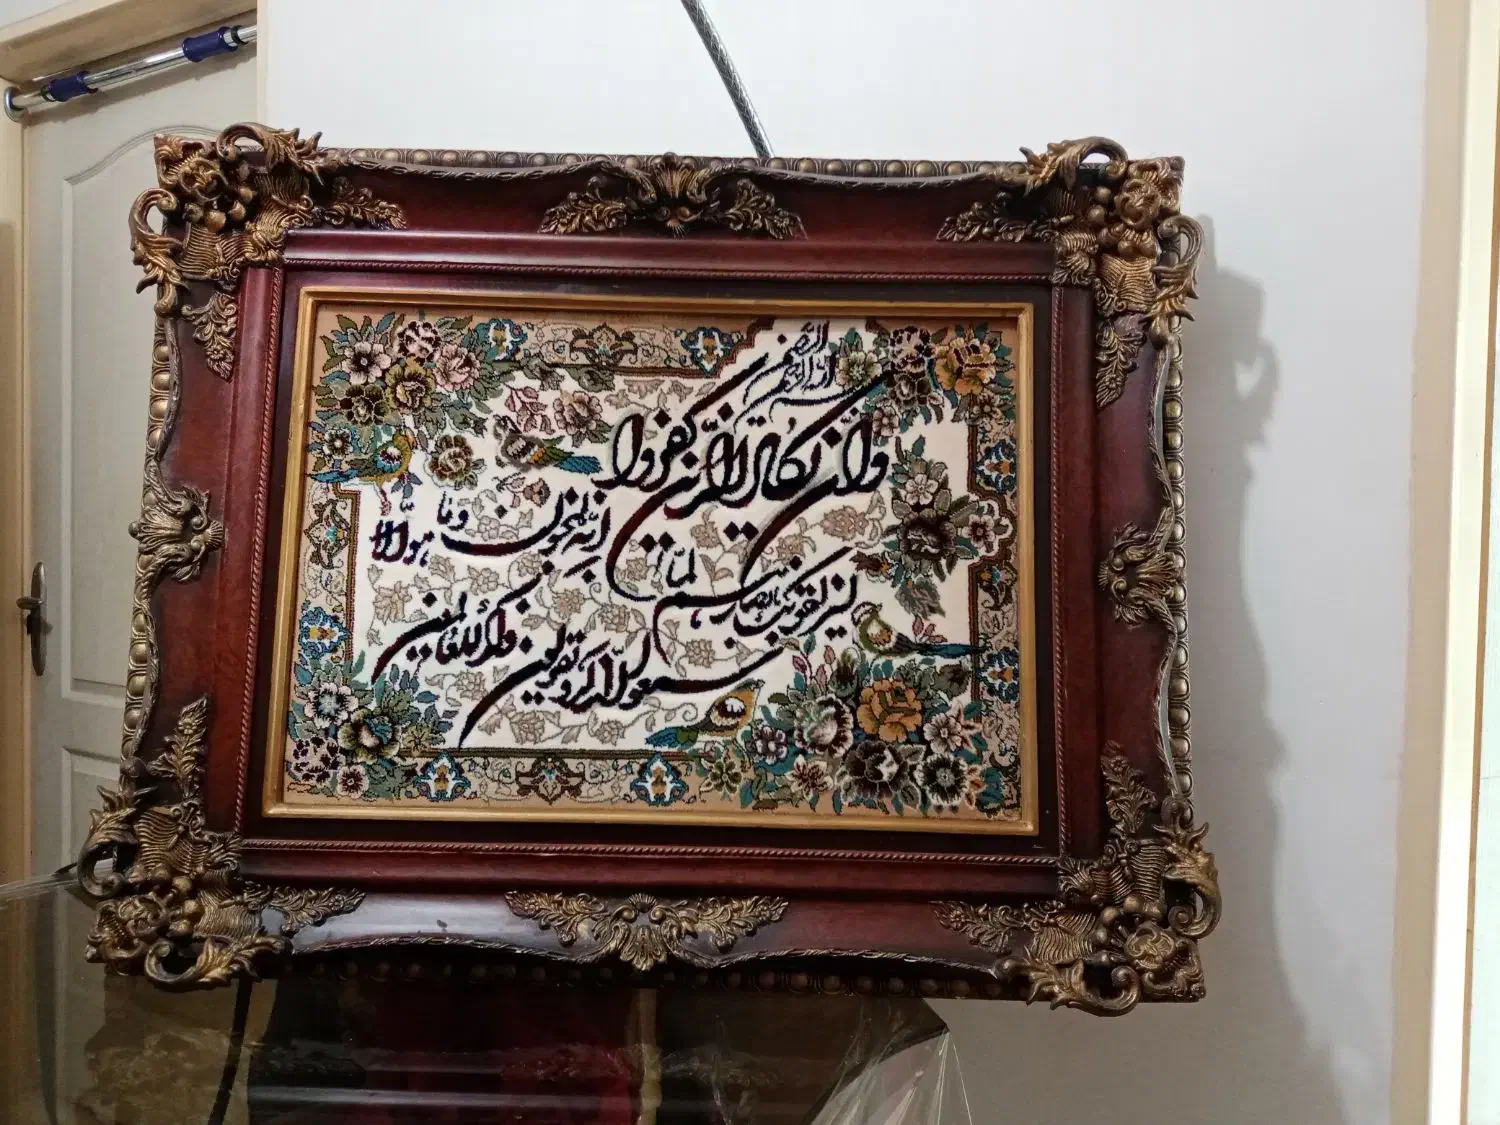 بسم الله الرحمن الرحیم
وان یکاد الذین کفروا
لیزلقونک بابصارهم لما
سمعوا الذکر و یقولون
انه لمجنون وما هو الا
ذکر للعالمین